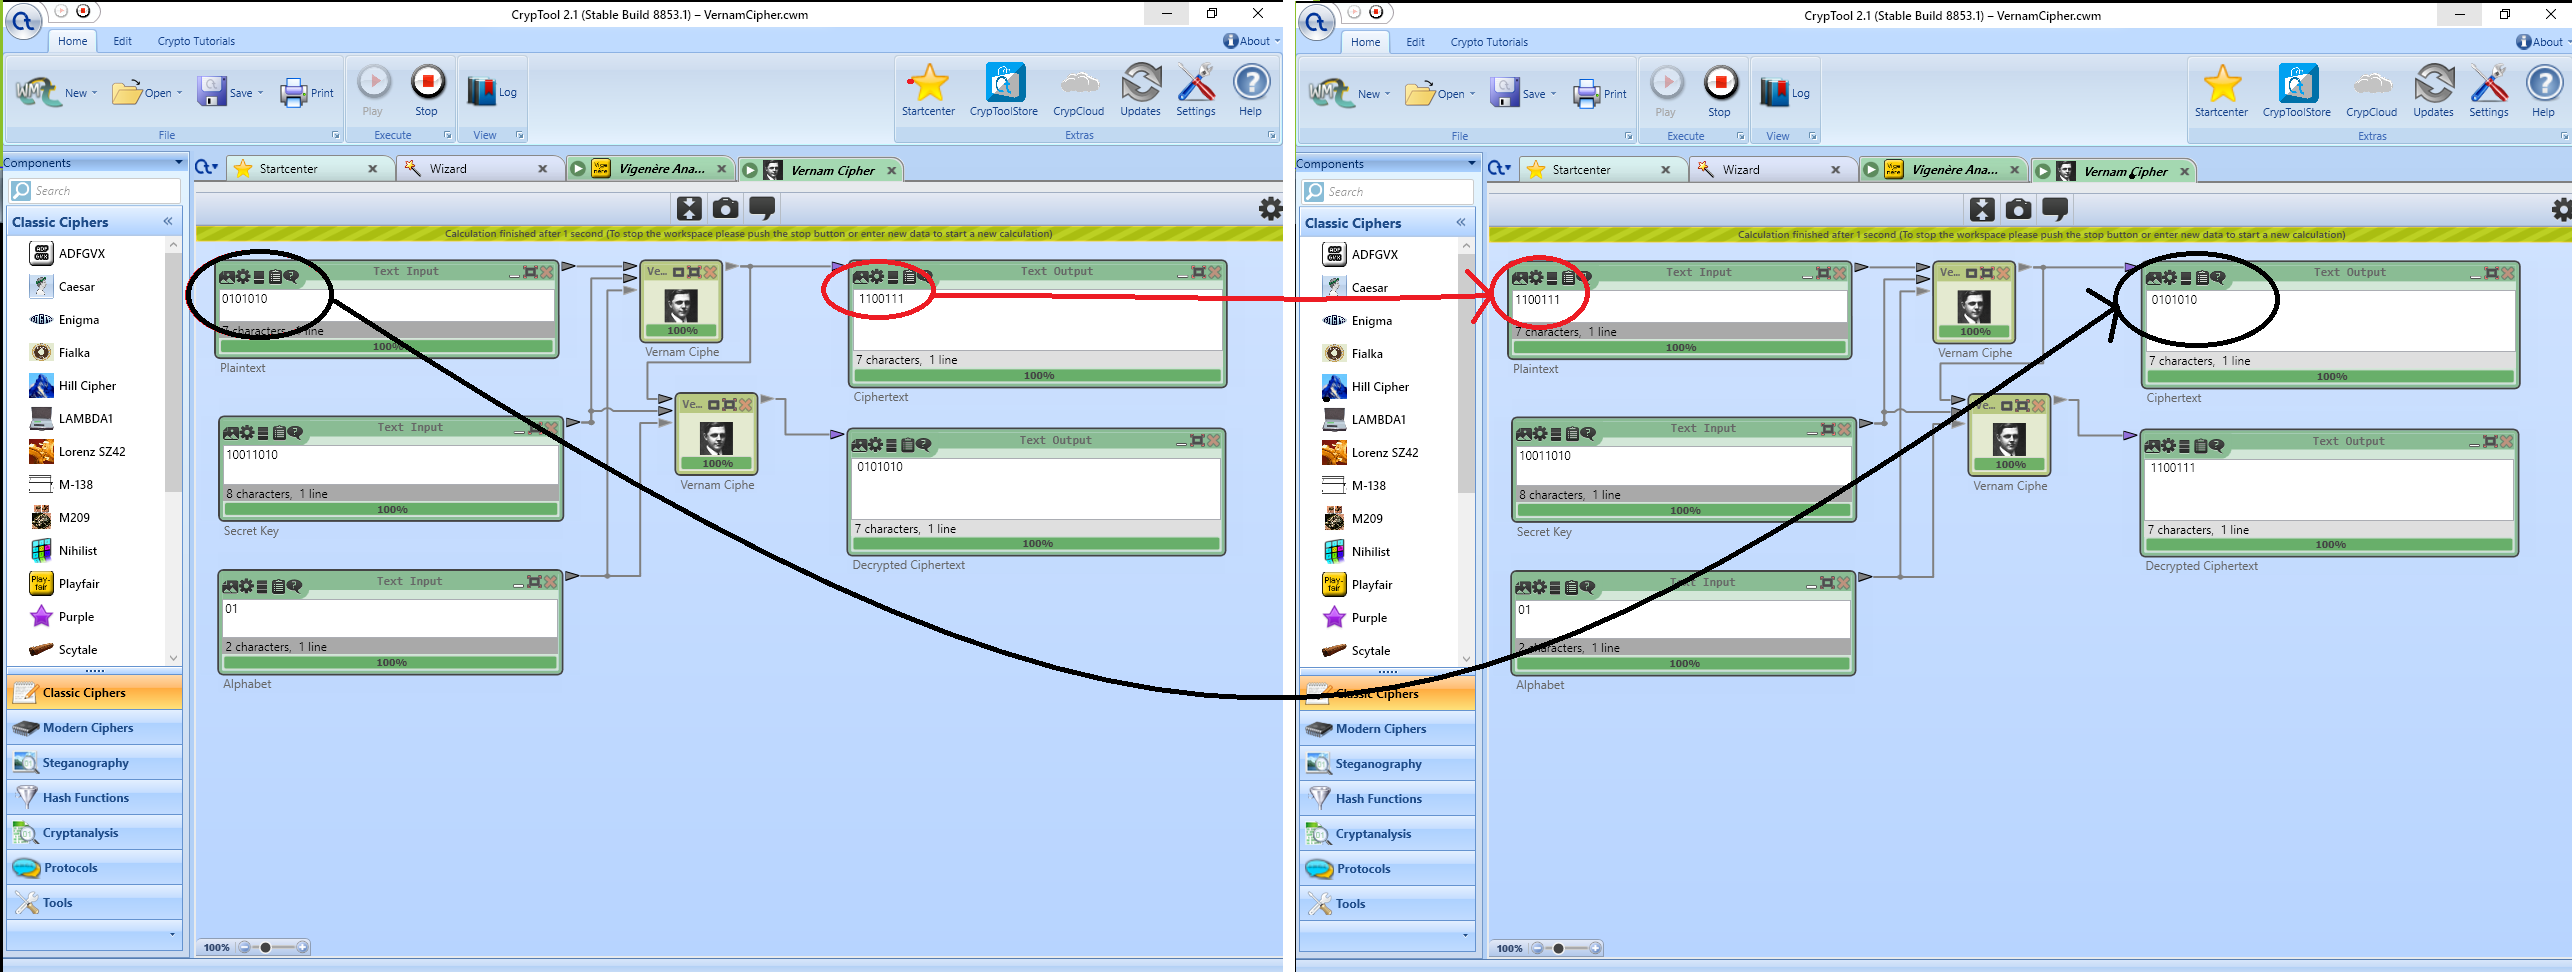 CrypTool 2.1 (Stable Build 8853.1) – VernamCipher.cwm
Home Edit Crypto Tutorials
About
New Open Save Print Play Stop Log
Startcenter CrypToolStore CrypCloud Updates Settings Help
File Execute View Extras
Components
Startcenter Wizard Vigenère Ana... Vernam Cipher
Search
Classic Ciphers
Calculation finished after 1 second (To stop the workspace please push the stop button or enter new data to start a new calculation)
ADFGVX
Caesar
Enigma
Fialka
Hill Cipher
LAMBDA1
Lorenz SZ42
M-138
M209
Nihilist
Playfair
Purple
Scytale
Classic Ciphers
Modern Ciphers
Steganography
Hash Functions
Cryptanalysis
Protocols
Tools
Text Input
0101010
7 characters, 1 line
100%
Plaintext
Text Input
10011010
8 characters, 1 line
100%
Secret Key
Text Input
01
2 characters, 1 line
100%
Alphabet
Ve...
100%
Vernam Ciphe
Ve...
100%
Vernam Ciphe
Text Output
1100111
7 characters, 1 line
100%
Ciphertext
Text Output
0101010
7 characters, 1 line
100%
Decrypted Ciphertext
100%
CrypTool 2.1 (Stable Build 8853.1) – VernamCipher.cwm
Home Edit Crypto Tutorials
About
New Open Save Print Play Stop Log
Startcenter CrypToolStore CrypCloud Updates Settings Help
File Execute View Extras
Components
Startcenter Wizard Vigenère Ana... Vernam Cipher
Search
Classic Ciphers
Calculation finished after 1 second (To stop the workspace please push the stop button or enter new data to start a new calculation)
ADFGVX
Caesar
Enigma
Fialka
Hill Cipher
LAMBDA1
Lorenz SZ42
M-138
M209
Nihilist
Playfair
Purple
Scytale
Classic Ciphers
Modern Ciphers
Steganography
Hash Functions
Cryptanalysis
Protocols
Tools
Text Input
1100111
7 characters, 1 line
100%
Plaintext
Text Input
10011010
8 characters, 1 line
100%
Secret Key
Text Input
01
2 characters, 1 line
100%
Alphabet
Ve...
100%
Vernam Ciphe
Ve...
100%
Vernam Ciphe
Text Output
0101010
7 characters, 1 line
100%
Ciphertext
Text Output
1100111
7 characters, 1 line
100%
Decrypted Ciphertext
100%